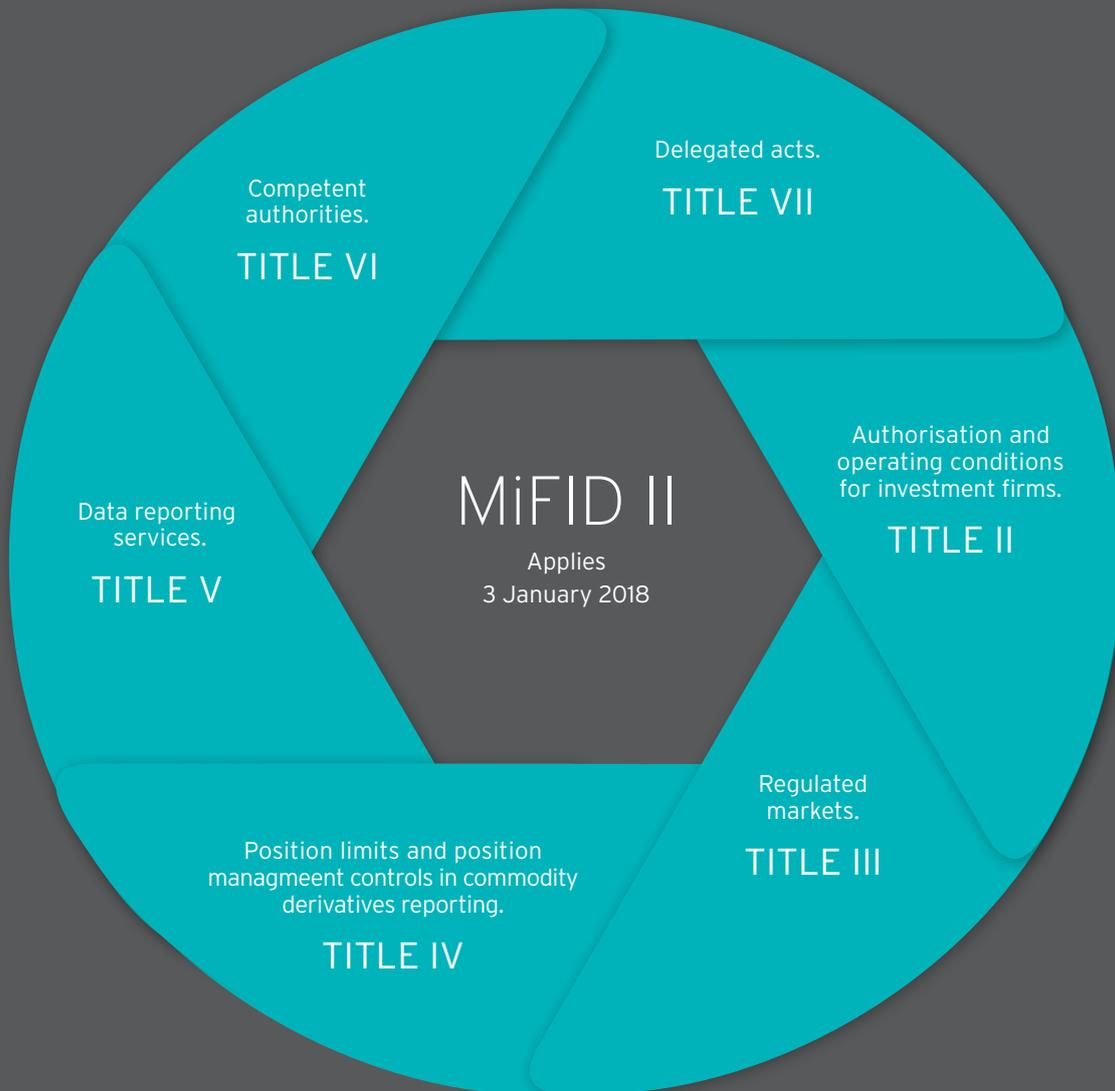 Delegated acts.
TITLE VII
Competent
authorities.
TITLE VI
Authorisation and
operating conditions
for investment firms.
TITLE II
MiFID II
Applies
3 January 2018
Data reporting
services.
TITLE V
Regulated
markets.
TITLE III
Position limits and position
managmeent controls in commodity
derivatives reporting.
TITLE IV